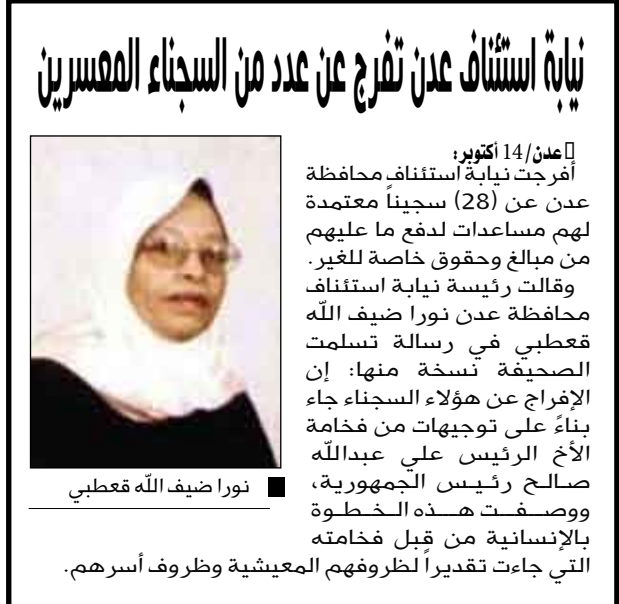 نيابة استئناف عدن تفرج عن عدد من السجناء المعسرين
عدن/14 أكتوبر:
أفرجت نيابة استئناف محافظة
عدن عن (28) سجيناً معتمدة
لهم مساعدات لدفع ما عليهم
من مبالغ وحقوق خاصة للغير.
وقالت رئيسة نيابة استئناف
محافظة عدن نورا ضيف الله
قعطبي في رسالة تسلمت
الصحيفة نسخة منها: إن
الإفراج عن هؤلاء السجناء جاء
بناءً على توجيهات من فخامة
الأخ الرئيس علي عبدالله
صالح رئيس الجمهورية،
ووصفت هذه الخطوة
بالإنسانية من قبل فخامته
التي جاءت تقديراً لظروفهم المعيشية وظروف أسرهم.
نورا ضيف الله قعطبي